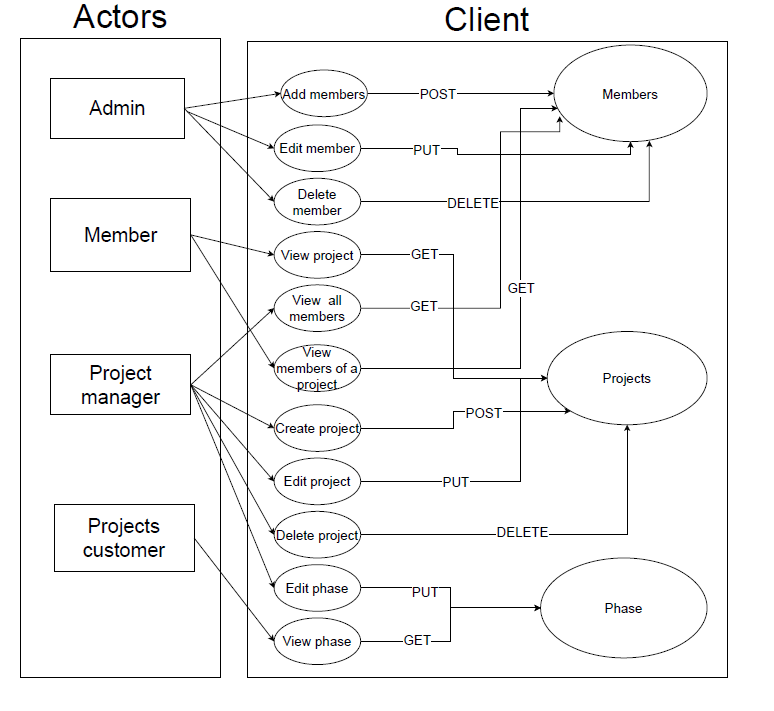 Actors
Client
Admin
Member
Project
manager
Projects
customer
Add members
Edit member
Delete
member
View project
View all
members
View
members of a
project
Create project
Edit project
Delete project
Edit phase
View phase
POST
PUT
DELETE
GET
GET
GET
POST
PUT
DELETE
PUT
GET
Members
Projects
Phase